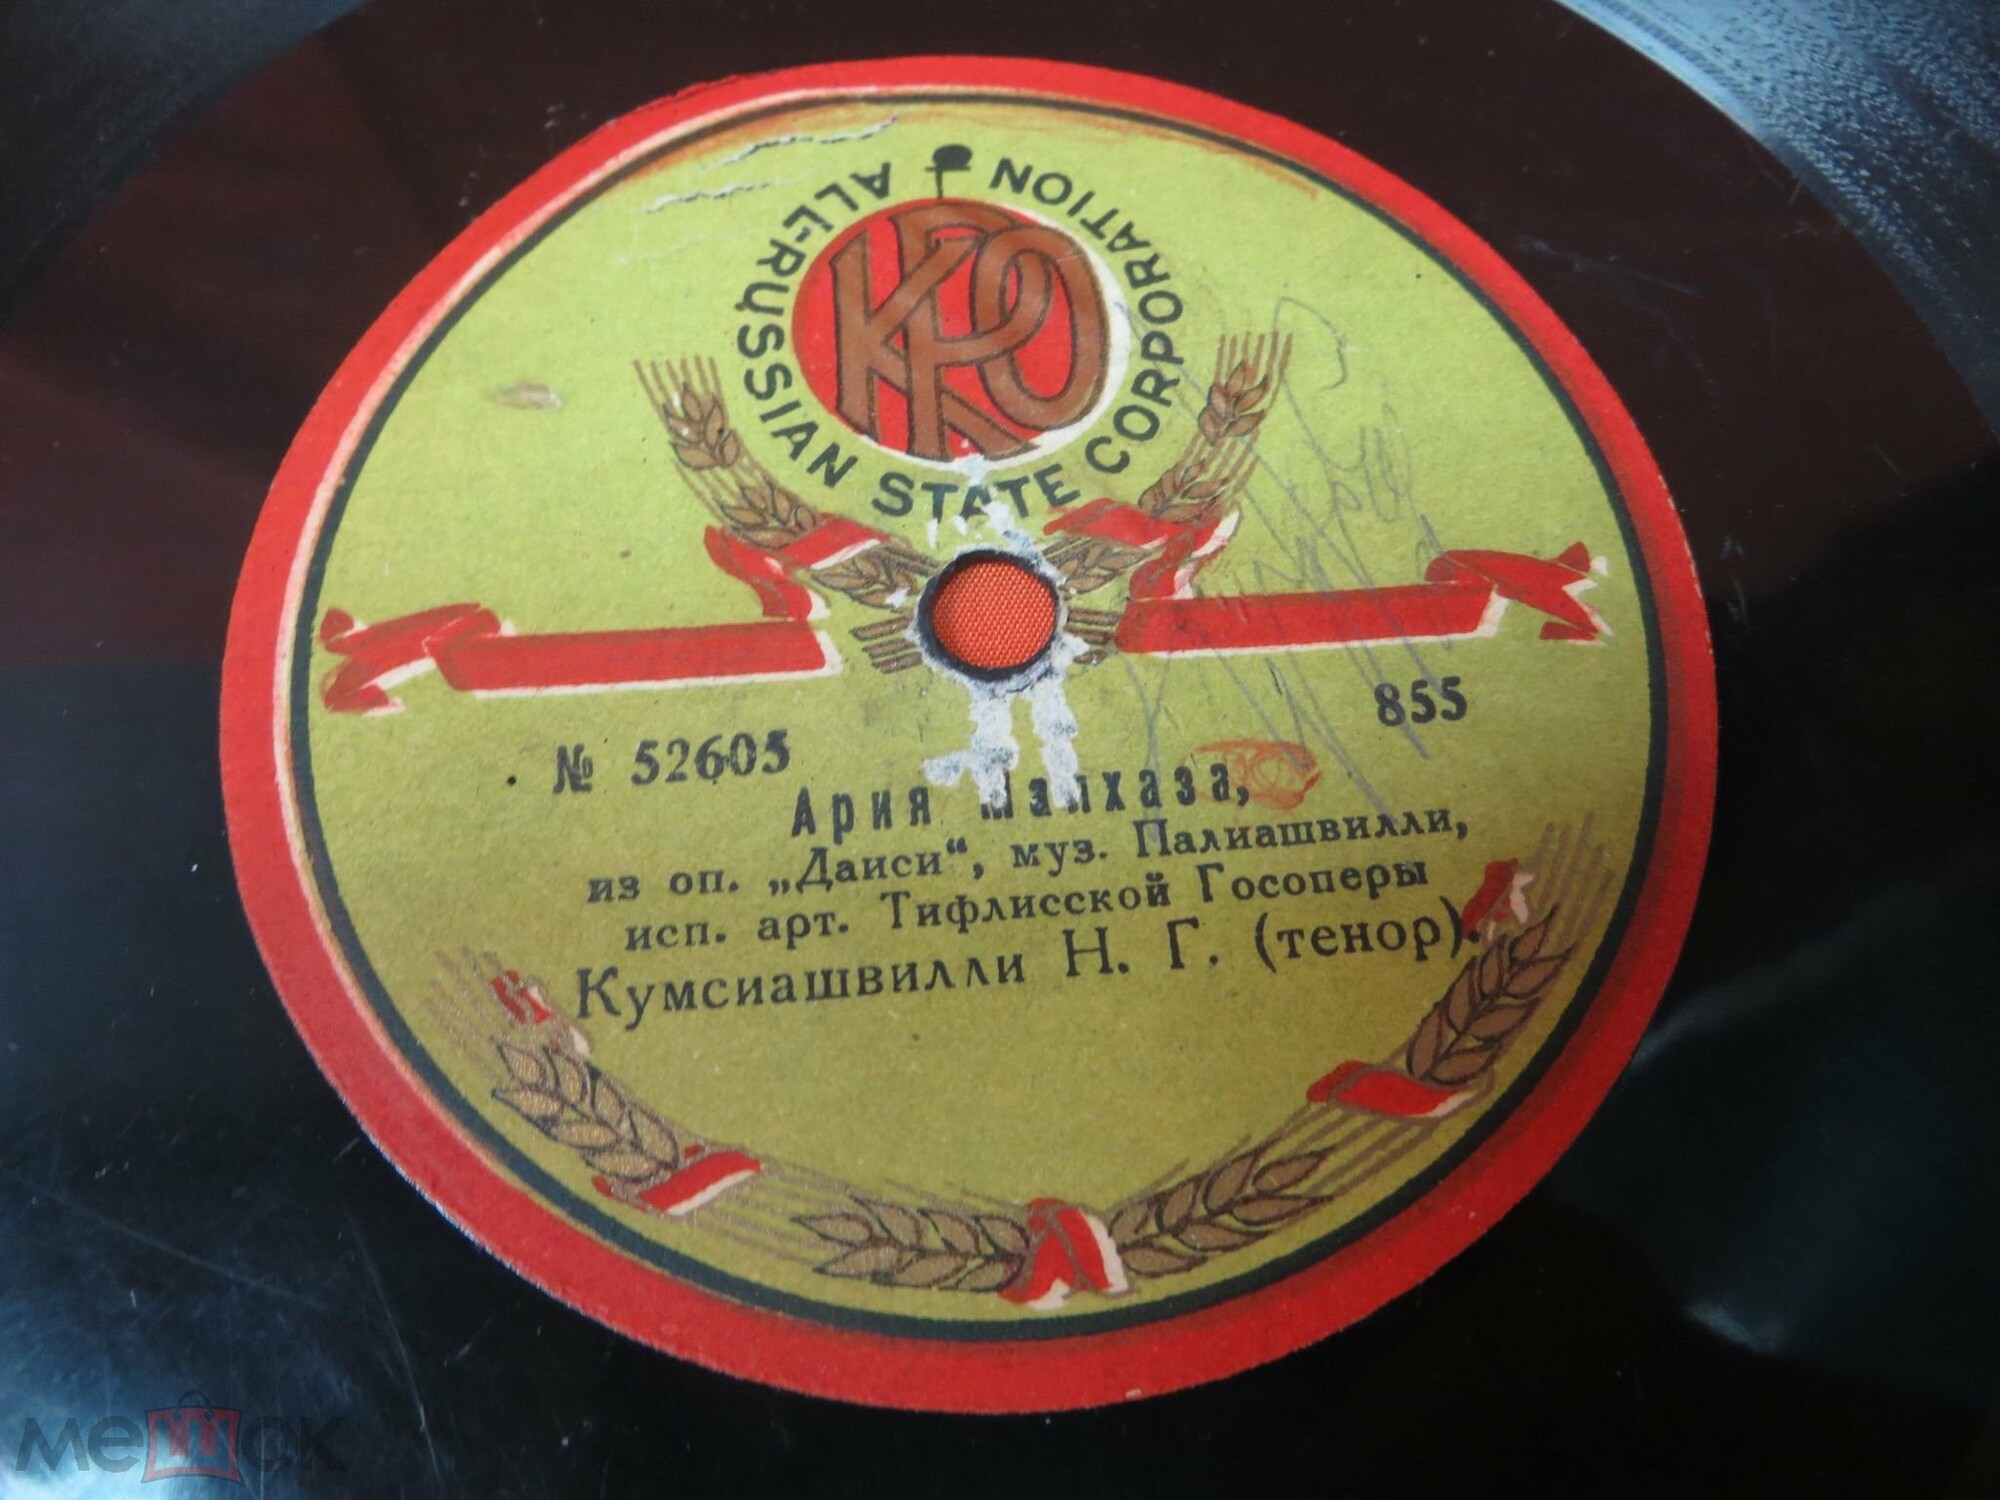 ALL-RUSSIAN STATE CORPORATION
КРО
№ 52605
855
Ария
из оп. „Даиси“, муз. Палиашвилли,
исп. арт. Тифлисской Госоперы
Кумсиашвилли Н. Г. (тенор).
мешок